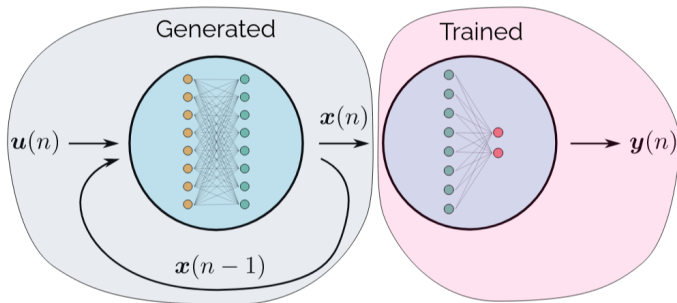 Generated
Trained
u(n)
x(n)
y(n)
x(n − 1)